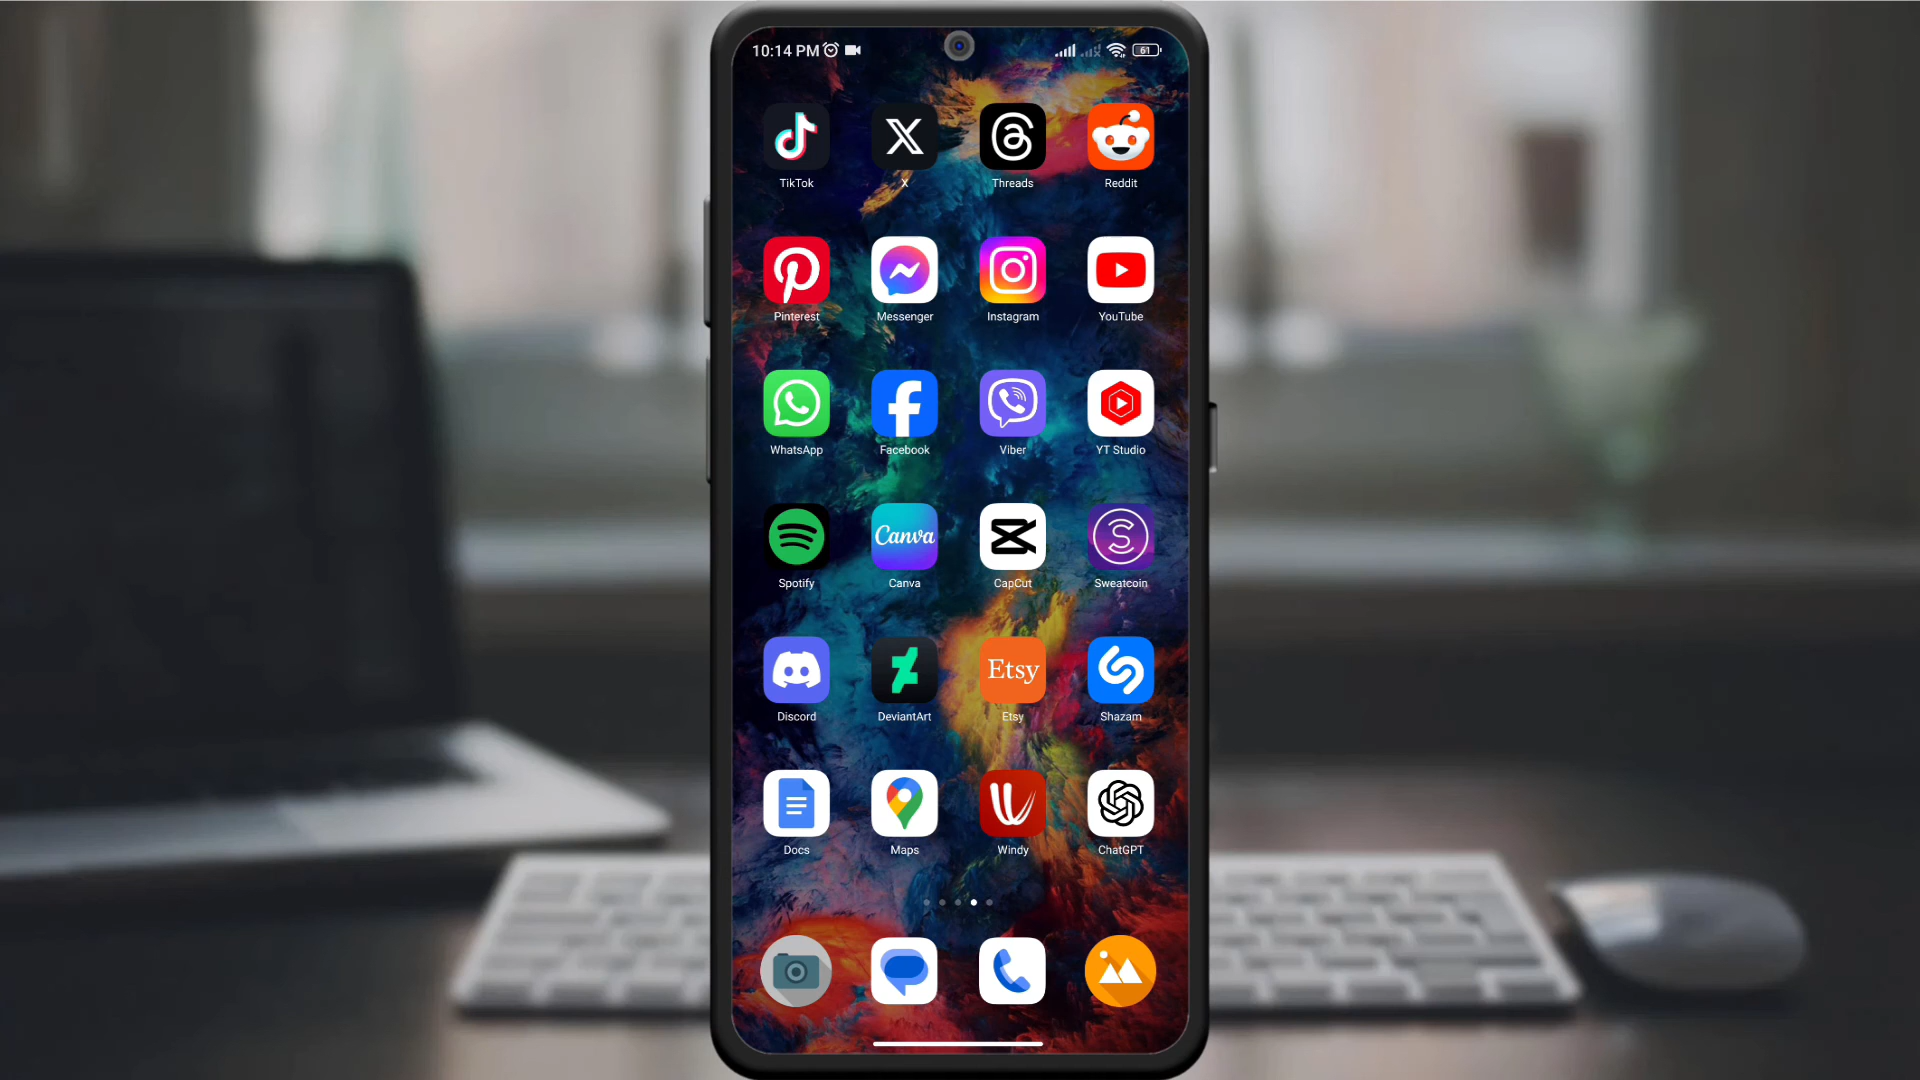 10:14 PM
61
TikTok
X
Threads
Reddit
Pinterest
Messenger
Instagram
YouTube
WhatsApp
Facebook
Viber
YT Studio
Spotify
Canva
Canva
CapCut
Sweatcoin
Etsy
Discord
DeviantArt
Etsy
Shazam
Docs
Maps
Windy
ChatGPT